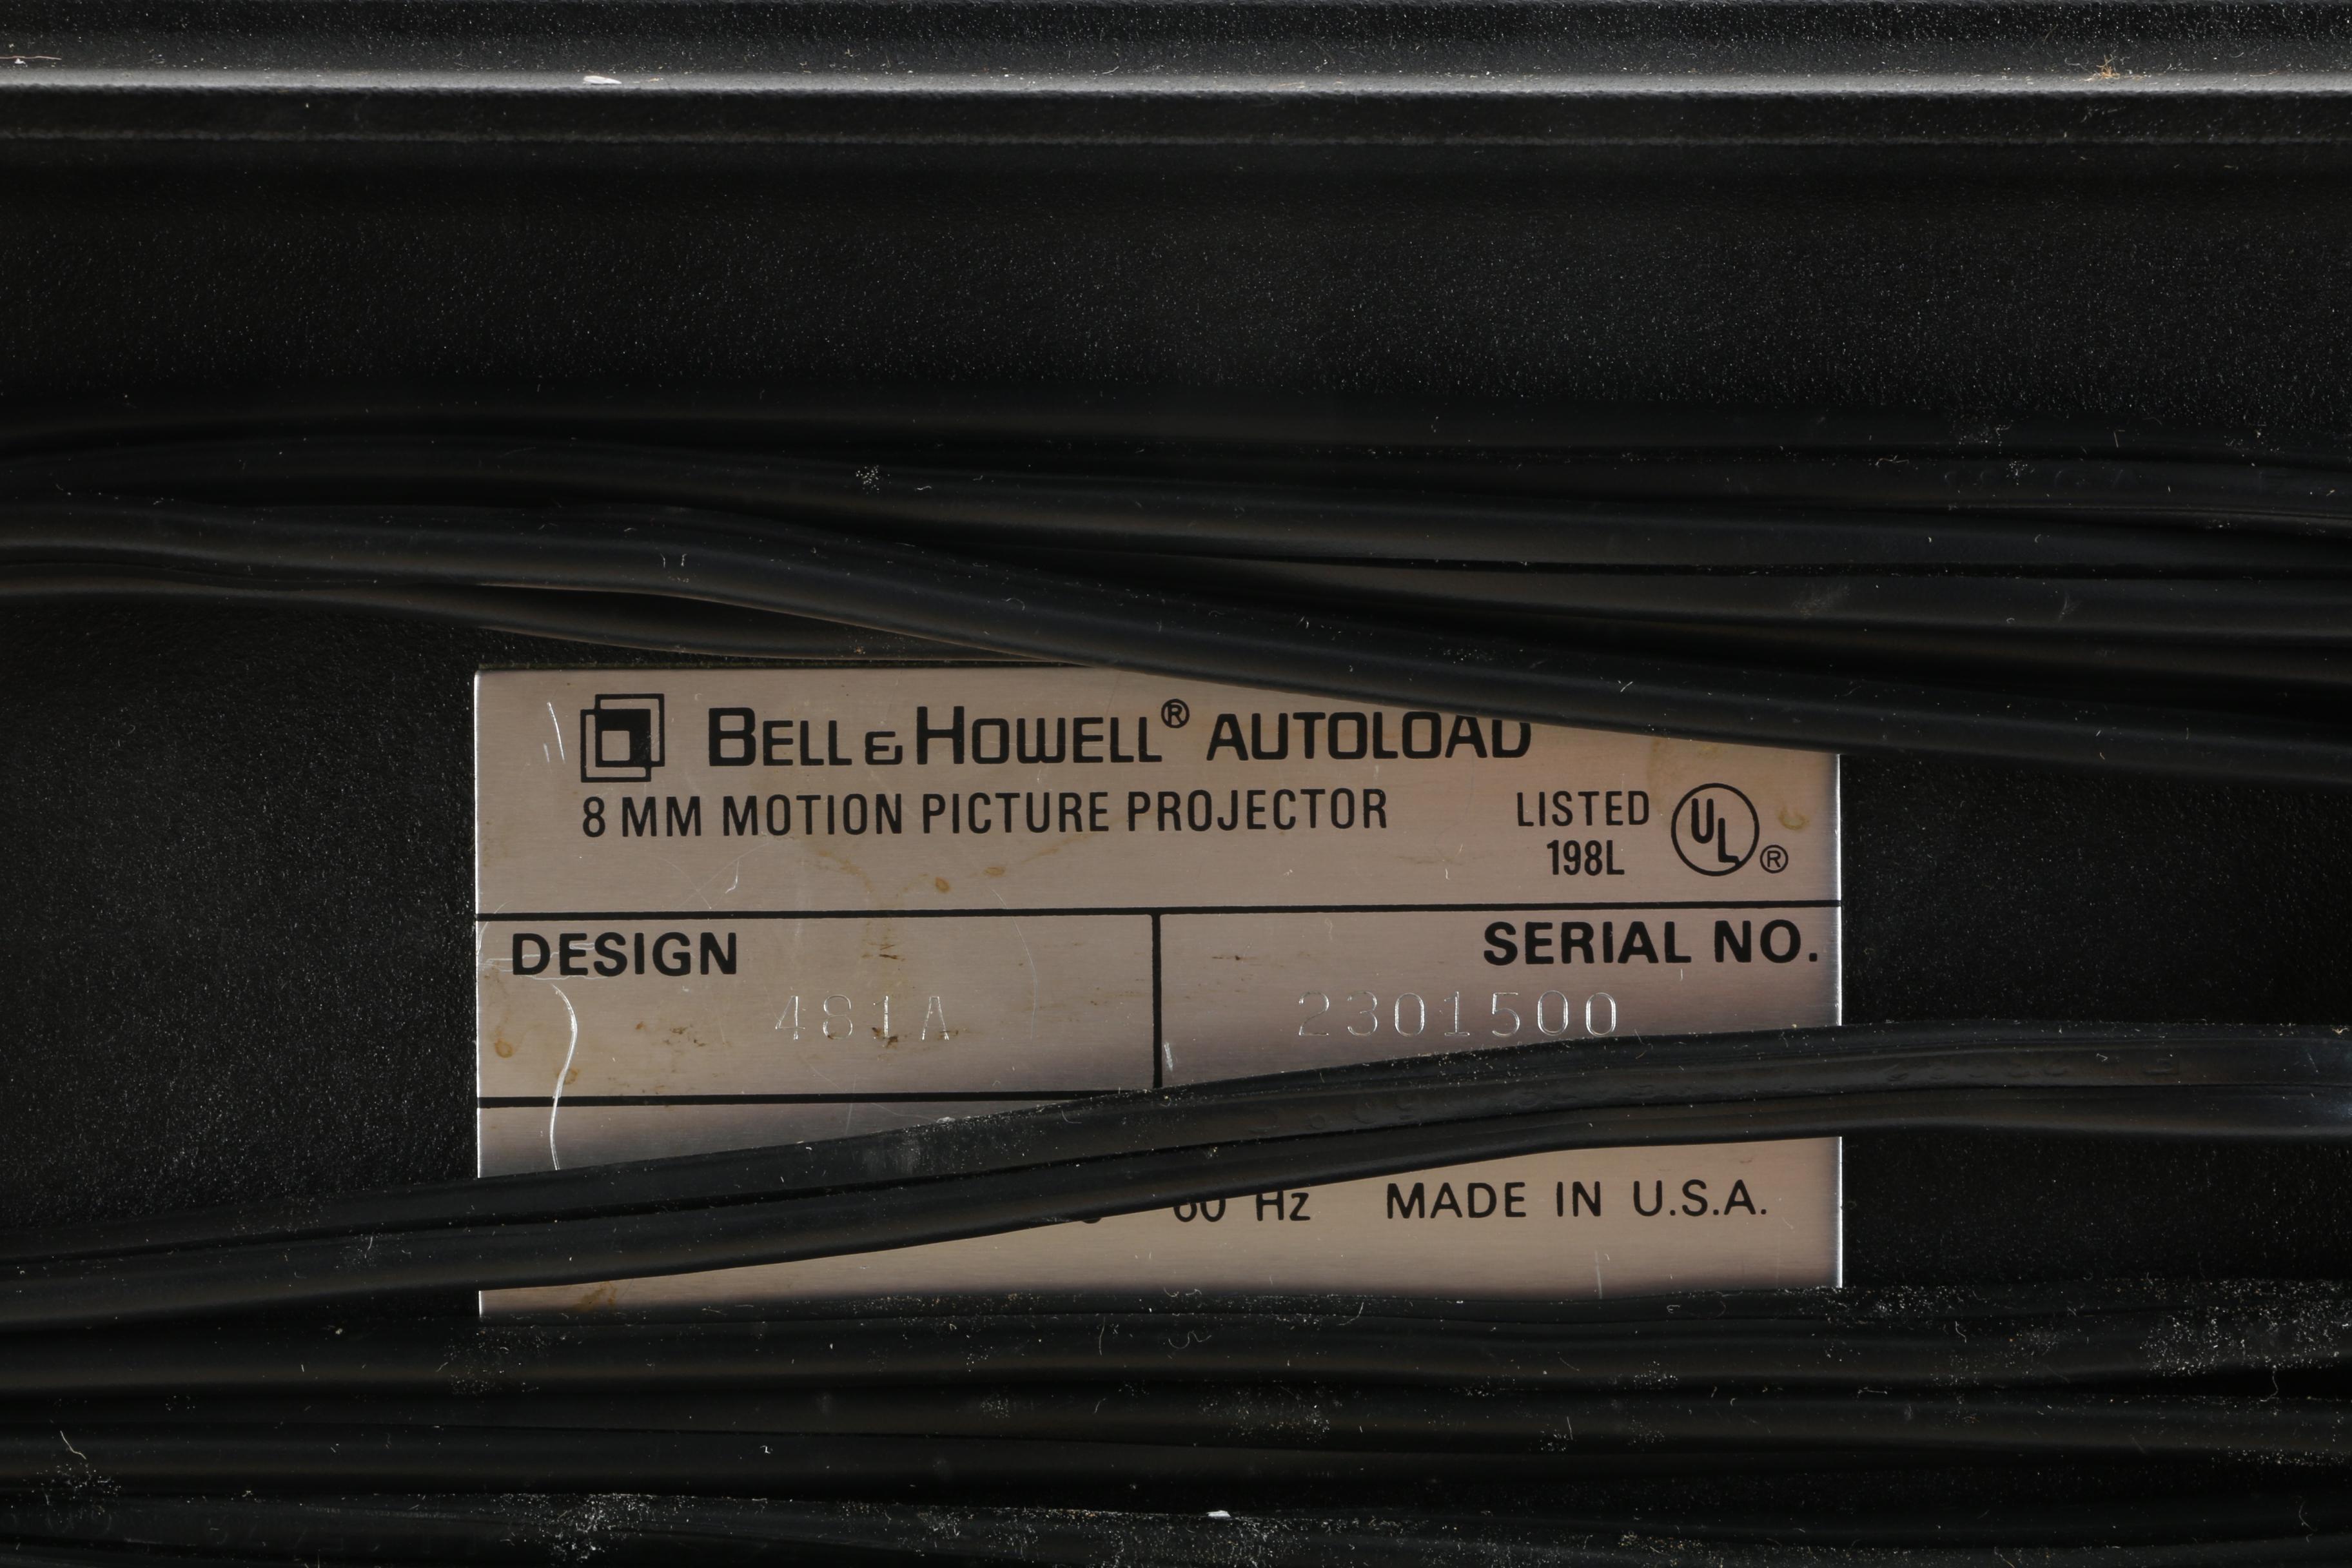 BELL & HOWELL® AUTOLOAD
8 MM MOTION PICTURE PROJECTOR
LISTED
198L
UL®
DESIGN
SERIAL NO.
481A
2301500
60 Hz MADE IN U.S.A.